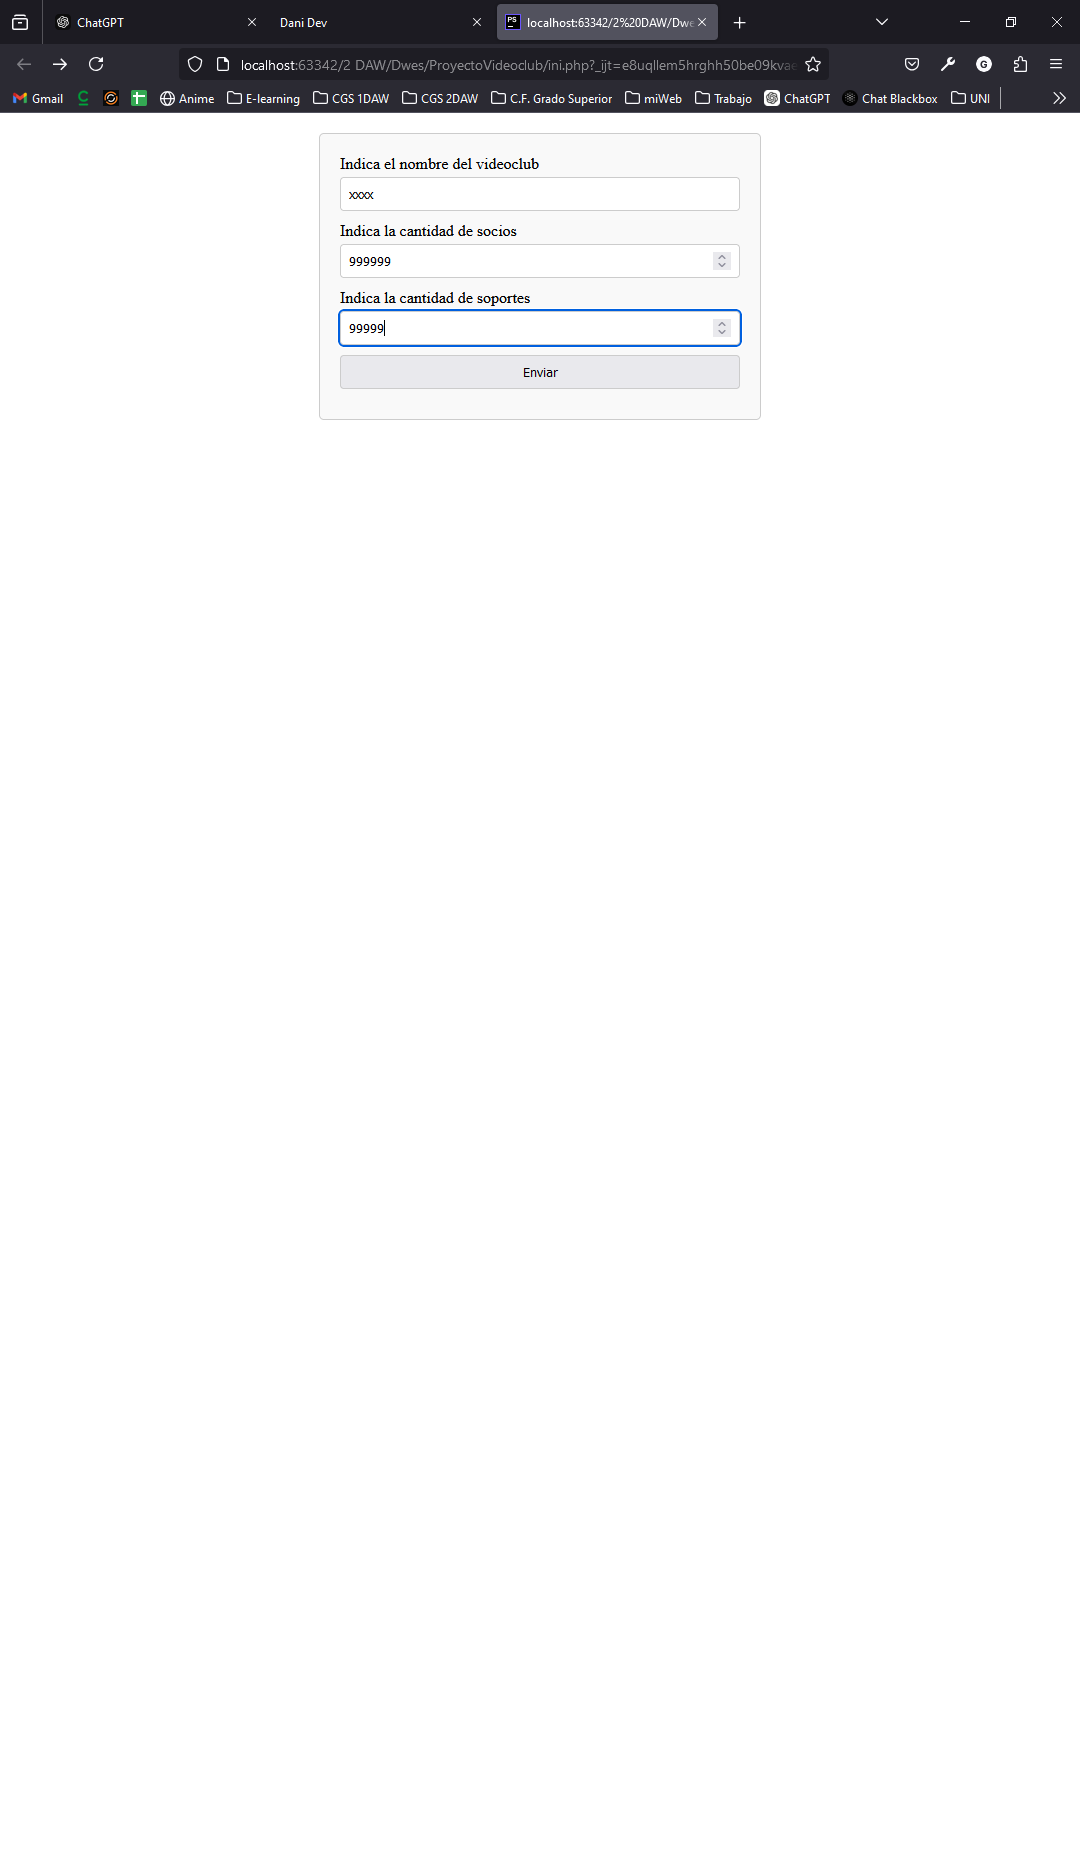 ChatGPT
Dani Dev
PS localhost:63342/2%20DAW/Dwe
localhost:63342/2 DAW/Dwes/ProyectoVideoclub/ini.php?_ijt=e8uqllem5hrghh50be09kvae
G
Gmail Anime E-learning CGS 1DAW CGS 2DAW C.F. Grado Superior miWeb Trabajo ChatGPT Chat Blackbox UNI
Indica el nombre del videoclub
xxxx
Indica la cantidad de socios
999999
Indica la cantidad de soportes
99999
Enviar